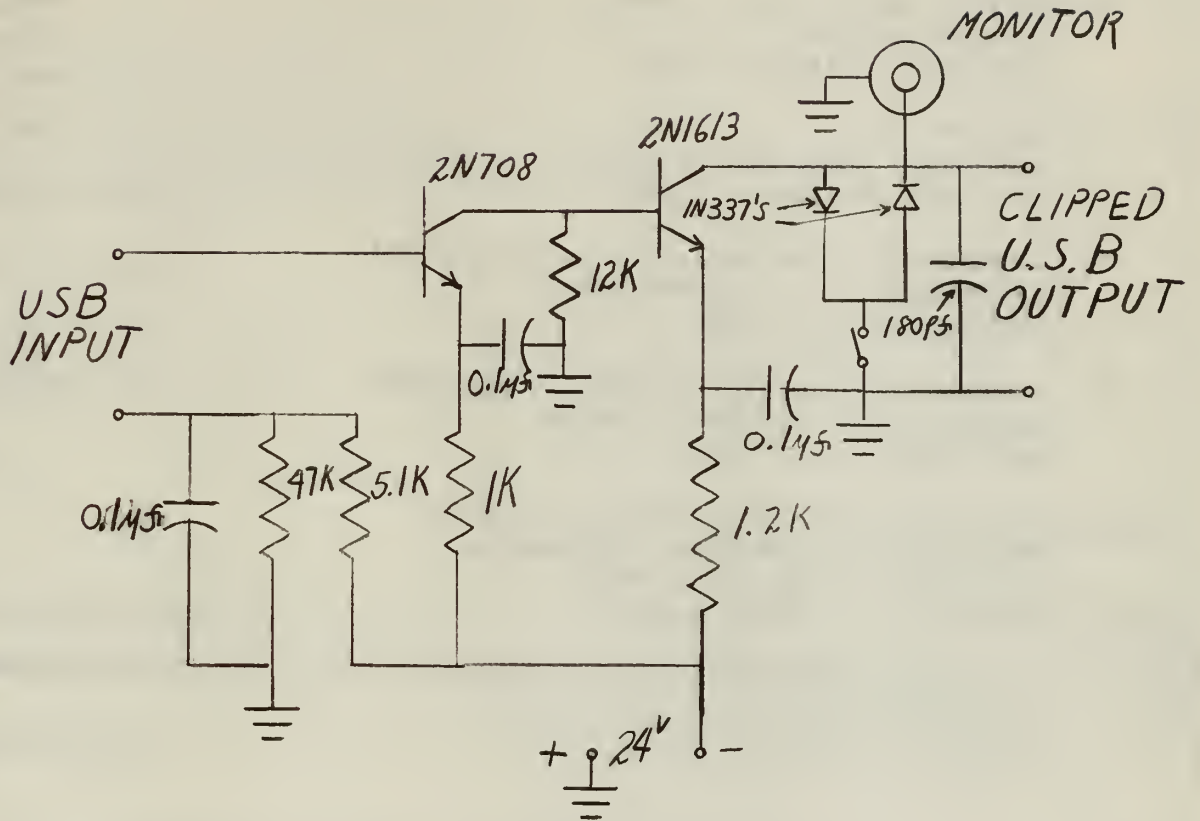 MONITOR
2N1613
2N708
1N337'S
CLIPPED
U.S.B
OUTPUT
12K
USB
INPUT
180pf
0.1μf
0.1μf
47K
5.1K
1K
0.1μf
1.2K
+
24V
-